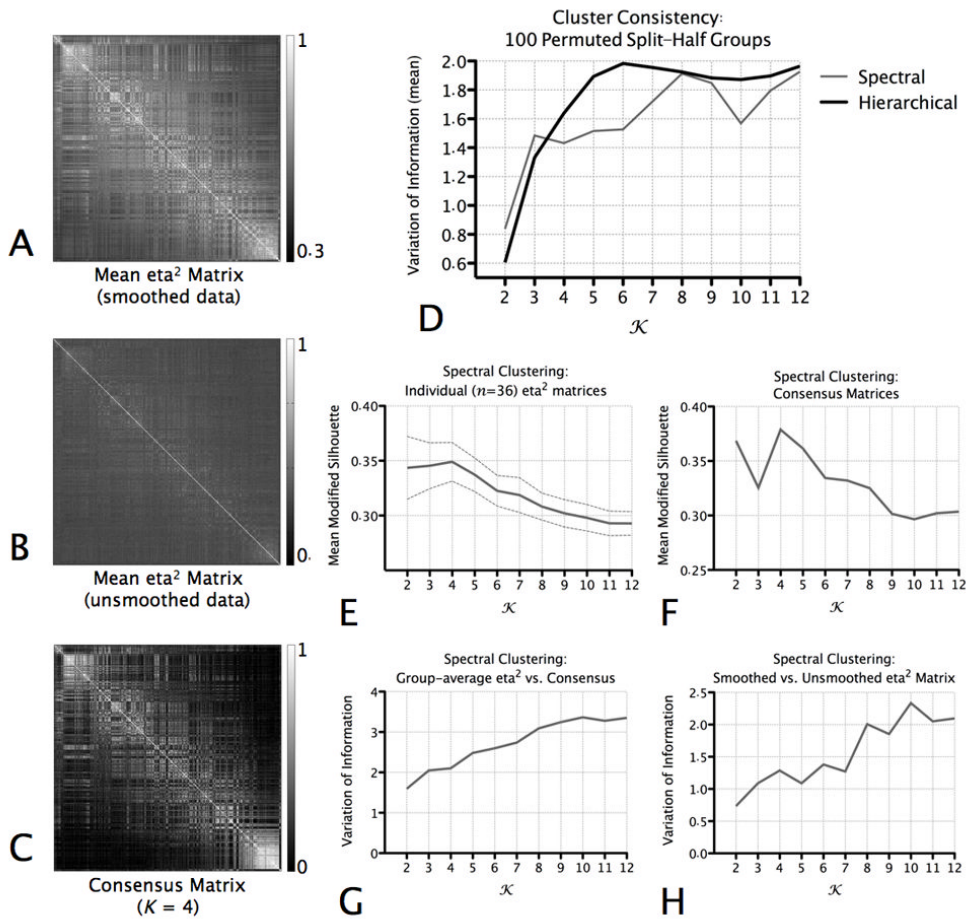 A
1
0.3
Mean eta² Matrix
(smoothed data)
B
1
0.
Mean eta² Matrix
(unsmoothed data)
C
1
0
Consensus Matrix
(K = 4)
Cluster Consistency:
100 Permuted Split-Half Groups
Variation of Information (mean)
2.0
1.8
1.6
1.4
1.2
1.0
0.8
0.6
2 3 4 5 6 7 8 9 10 11 12
K
D
Spectral
Hierarchical
Spectral Clustering:
Individual (n=36) eta² matrices
Mean Modified Silhouette
0.40
0.35
0.30
2 3 4 5 6 7 8 9 10 11 12
K
E
Spectral Clustering:
Consensus Matrices
Mean Modified Silhouette
0.40
0.35
0.30
0.25
2 3 4 5 6 7 8 9 10 11 12
K
F
Spectral Clustering:
Group-average eta² vs. Consensus
Variation of Information
4
3
2
1
0
2 3 4 5 6 7 8 9 10 11 12
K
G
Spectral Clustering:
Smoothed vs. Unsmoothed eta² Matrix
Variation of Information
2.5
2.0
1.5
1.0
0.5
0.0
2 3 4 5 6 7 8 9 10 11 12
K
H